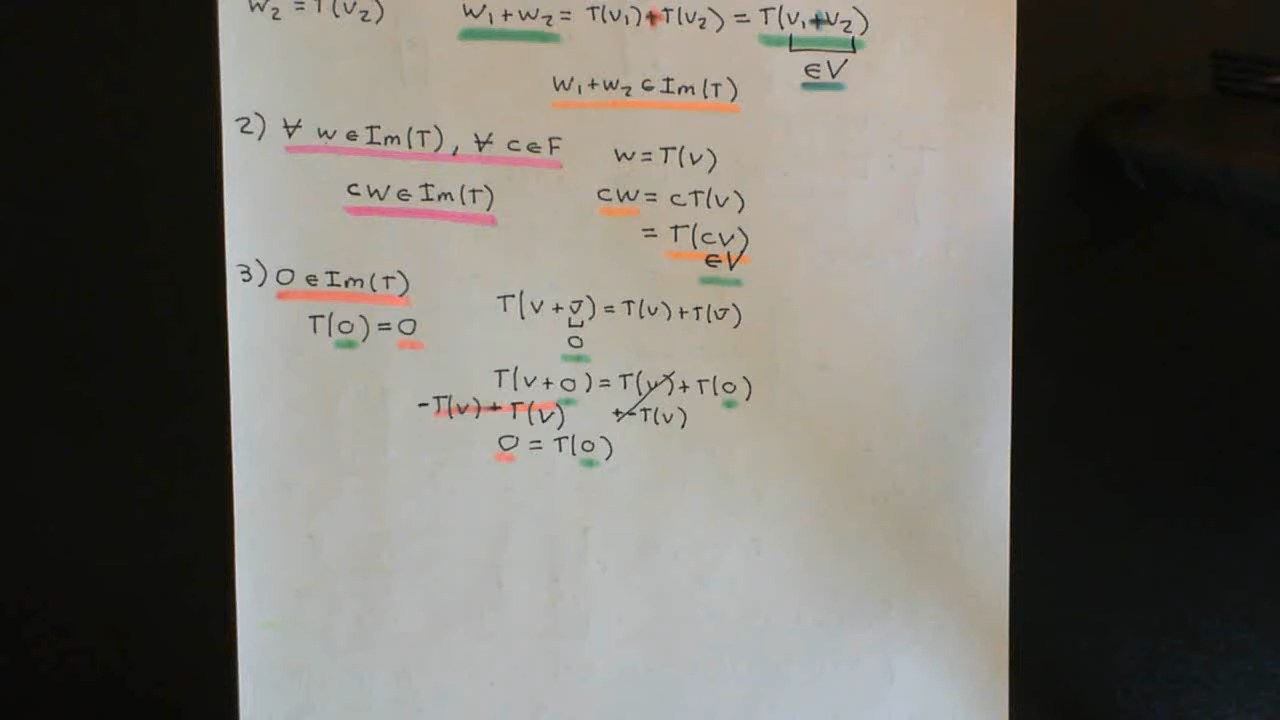 w₂ = T(v₂)
w₁ + w₂ = T(v₁) + T(v₂) = T(v₁ + v₂)
∈V
w₁ + w₂ ∈ Im(T)
2) ∀ w ∈ Im(T), ∀ c ∈ F
w = T(v)
cw ∈ Im(T)
cw = cT(v)
= T(cv)
∈V
3) 0 ∈ Im(T)
T(v + v̄) = T(v) + T(v̄)
0
T(0) = 0
T(v + 0) = T(v) + T(0)
-T(v) + T(v) + -T(v)
0 = T(0)